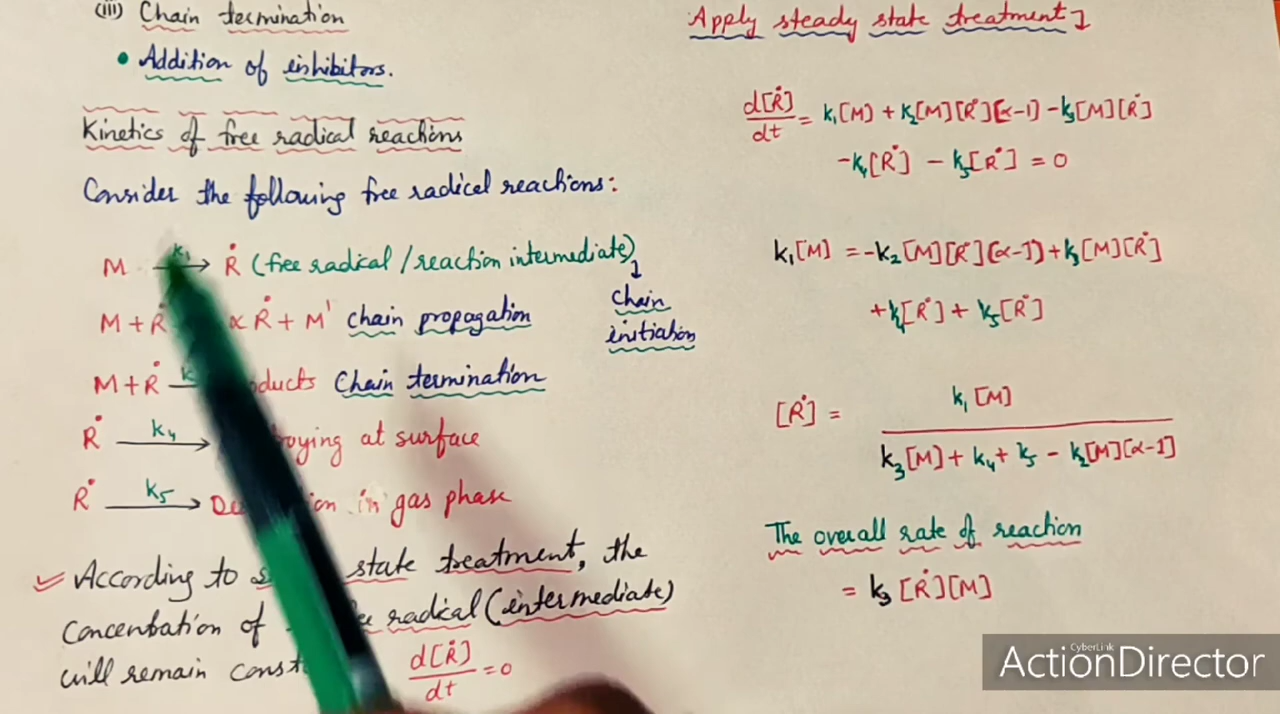 (iii) Chain termination
• Addition of inhibitors.
Kinetics of free radical reactions
Consider the following free radical reactions:
M k₁→ Ṙ (free radical/reaction intermediate)
↓
chain
initiation
M + Ṙ ∝Ṙ + M' chain propagation
M + Ṙ k Chain termination
Ṙ k₄→ at surface
Ṙ k₅→ in gas phase
✓ According to state treatment, the
concentration of radical (intermediate)
will remain d[Ṙ]/dt = 0
Apply steady state treatment ↓
d[Ṙ]/dt = k₁[M] + k₂[M][Ṙ][∝-1] - k₃[M][Ṙ]
- k₄[Ṙ] - k₅[Ṙ] = 0
k₁[M] = -k₂[M][Ṙ][∝-1] + k₃[M][Ṙ]
+ k₄[Ṙ] + k₅[Ṙ]
[Ṙ] = k₁[M] / k₃[M] + k₄ + k₅ - k₂[M][∝-1]
The overall rate of reaction
= k₃[Ṙ][M]
CyberLink
ActionDirector